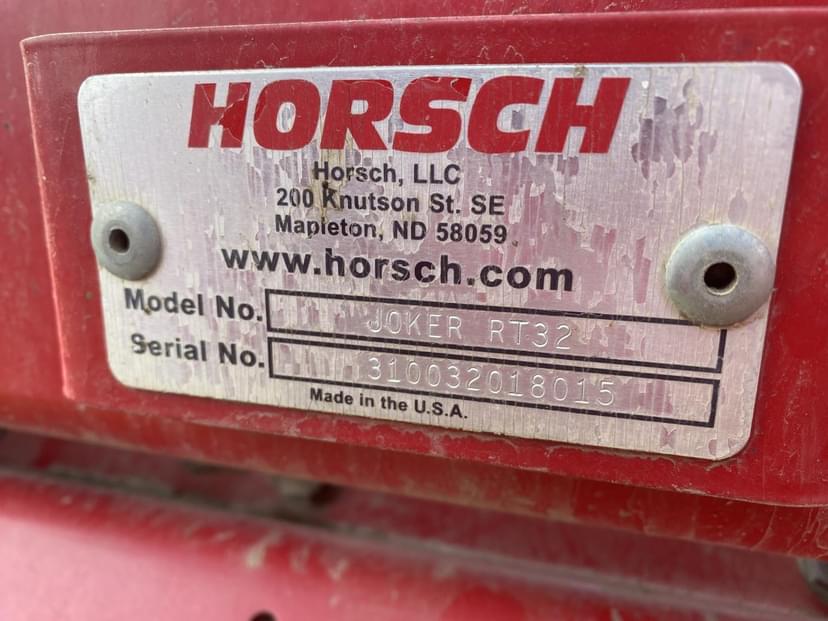 HORSCH
Horsch, LLC
200 Knutson St. SE
Mapleton, ND 58059
www.horsch.com
Model No. JOKER RT32
Serial No. 310032018015
Made in the U.S.A.